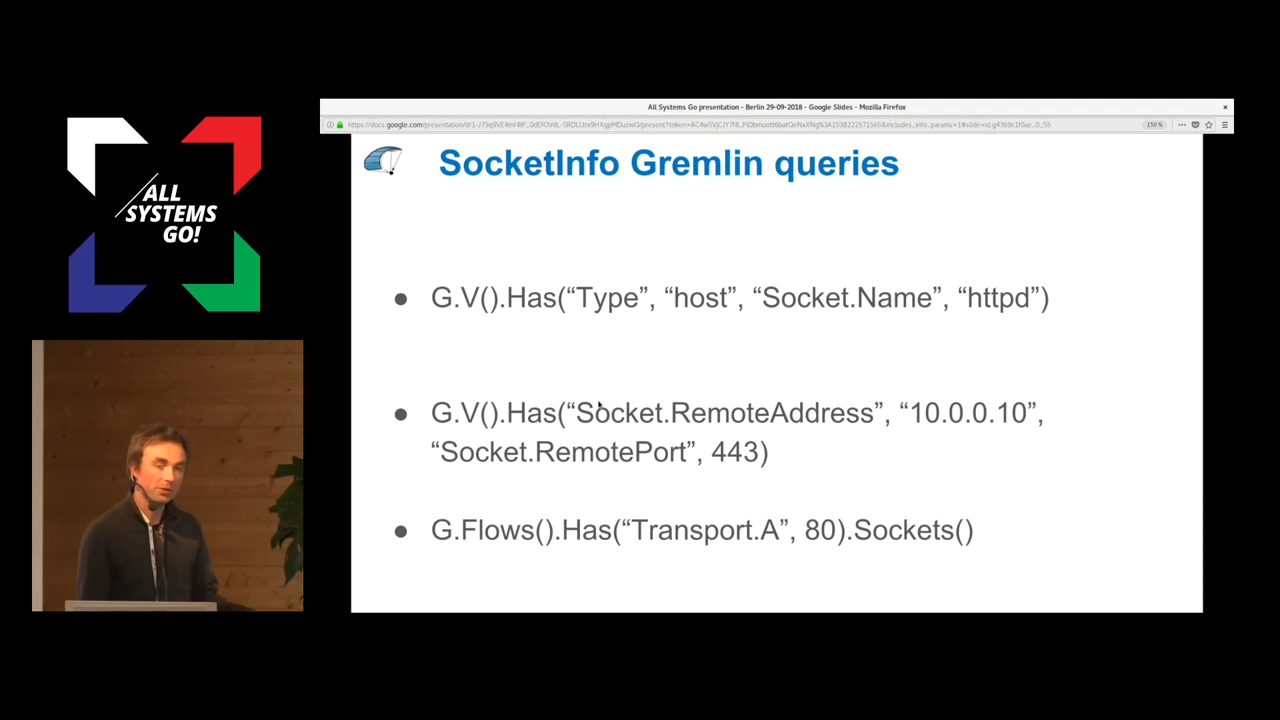 All Systems Go presentation - Berlin 29-09-2018 - Google Slides - Mozilla Firefox
150%
/ALL
SYSTEMS
GO!
SocketInfo Gremlin queries
● G.V().Has(“Type”, “host”, “Socket.Name”, “httpd”)
● G.V().Has(“Socket.RemoteAddress”, “10.0.0.10”,
“Socket.RemotePort”, 443)
● G.Flows().Has(“Transport.A”, 80).Sockets()